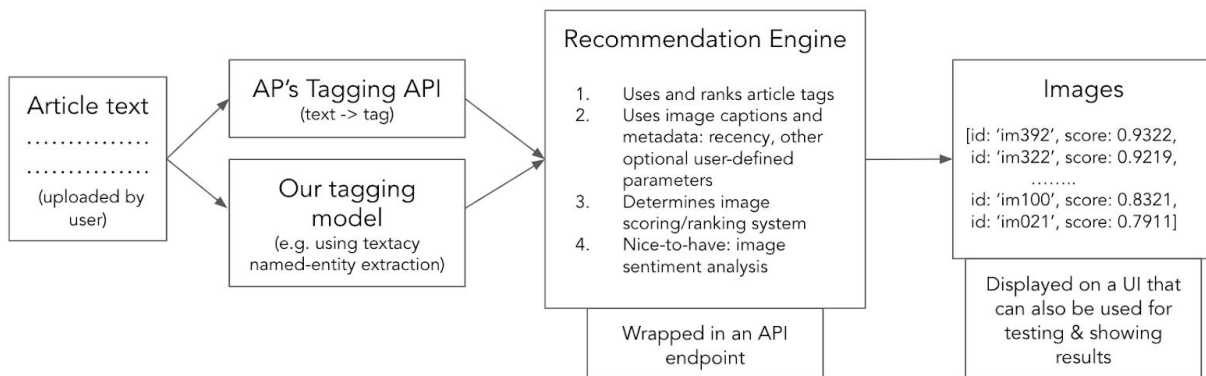 Article text
...............
...............
(uploaded by
user)
AP's Tagging API
(text -> tag)
Our tagging
model
(e.g. using textacy
named-entity extraction)
Recommendation Engine
1. Uses and ranks article tags
2. Uses image captions and
metadata: recency, other
optional user-defined
parameters
3. Determines image
scoring/ranking system
4. Nice-to-have: image
sentiment analysis
Wrapped in an API
endpoint
Images
[id: 'im392', score: 0.9322,
id: 'im322', score: 0.9219,
........
id: 'im100', score: 0.8321,
id: 'im021', score: 0.7911]
Displayed on a UI that
can also be used for
testing & showing
results